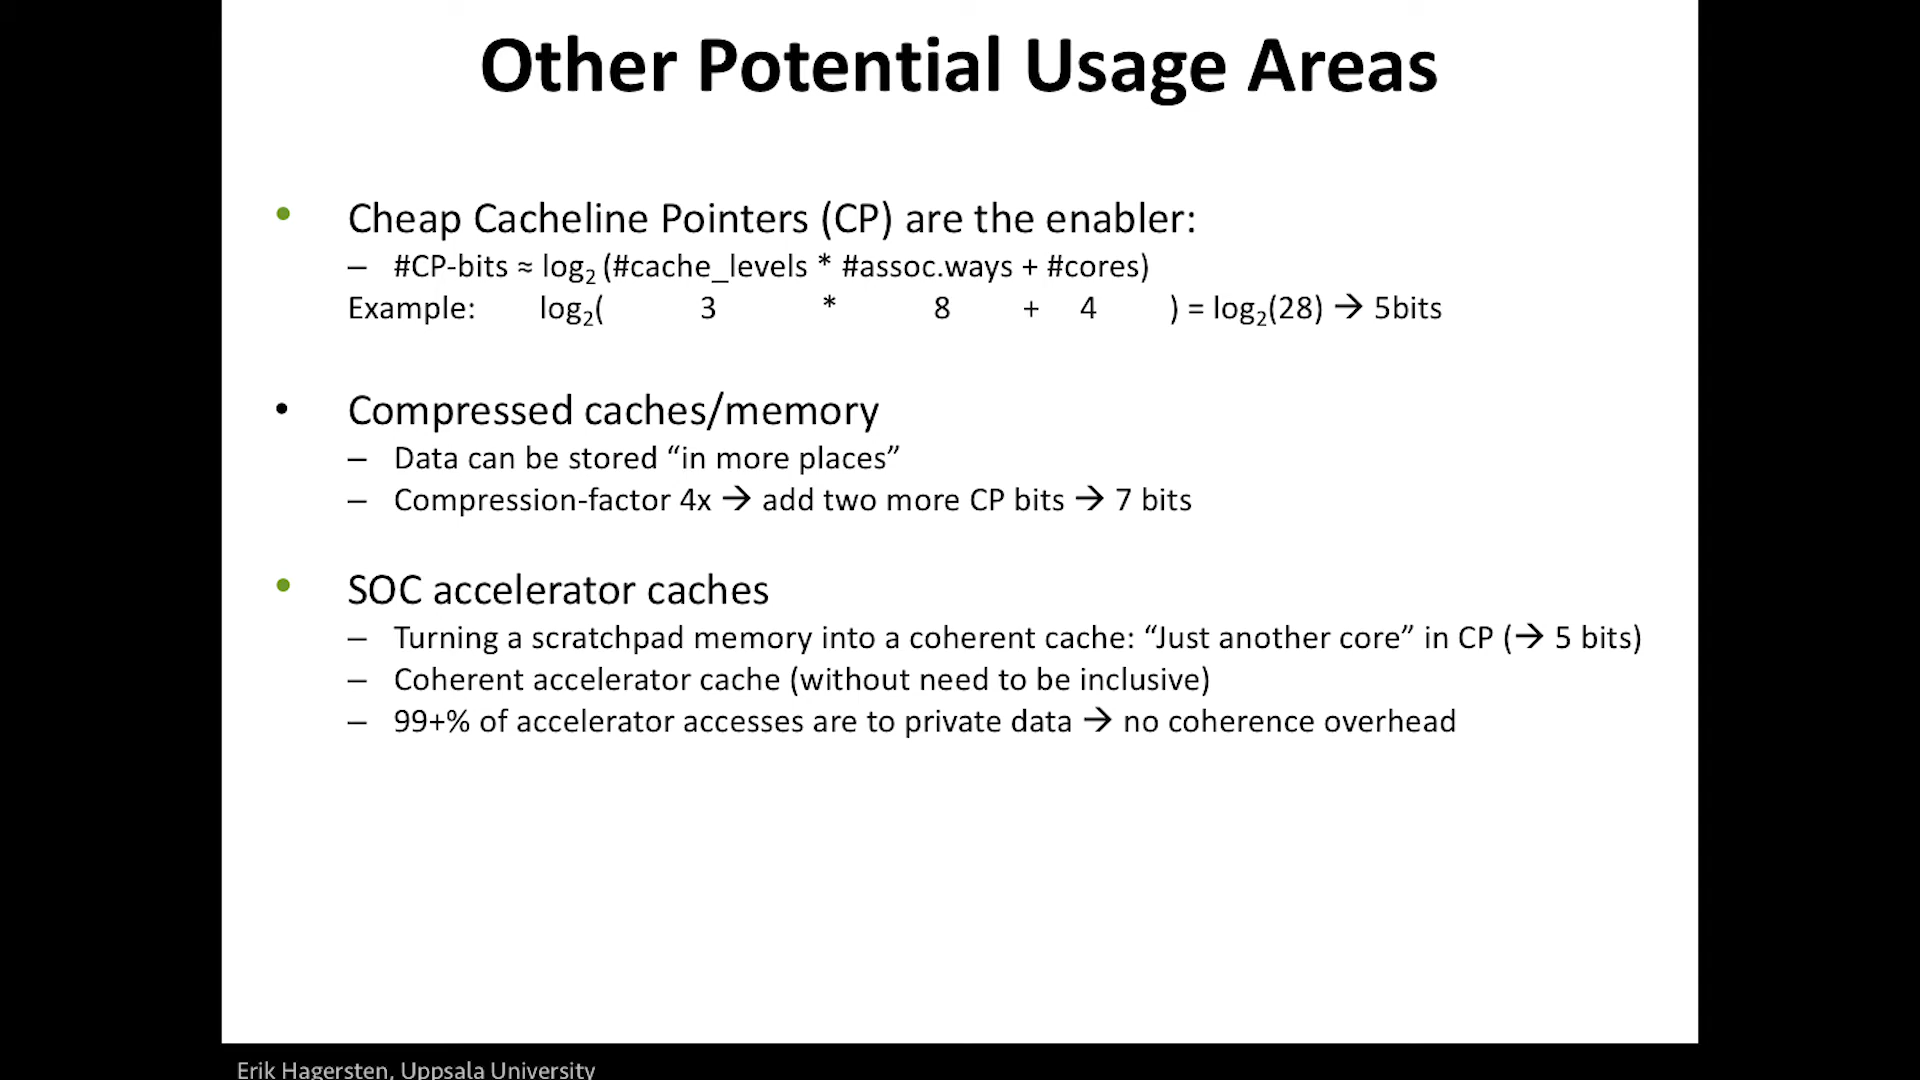 Other Potential Usage Areas
• Cheap Cacheline Pointers (CP) are the enabler:
– #CP-bits ≈ log₂ (#cache_levels * #assoc.ways + #cores)
Example: log₂( 3 * 8 + 4 ) = log₂(28) → 5bits
• Compressed caches/memory
– Data can be stored “in more places”
– Compression-factor 4x → add two more CP bits → 7 bits
• SOC accelerator caches
– Turning a scratchpad memory into a coherent cache: “Just another core” in CP (→ 5 bits)
– Coherent accelerator cache (without need to be inclusive)
– 99+% of accelerator accesses are to private data → no coherence overhead
Erik Hagersten, Uppsala University